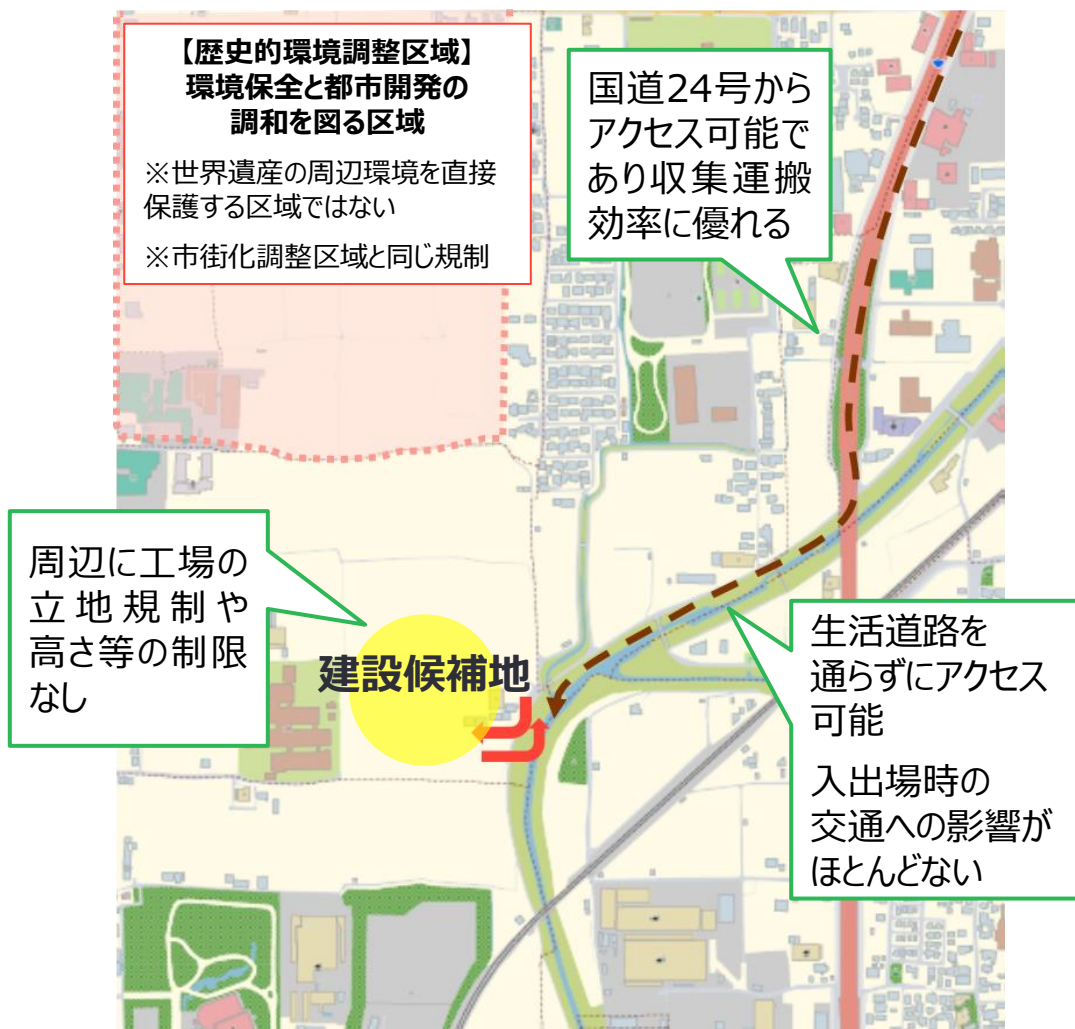 【歴史的環境調整区域】
環境保全と都市開発の
調和を図る区域
※世界遺産の周辺環境を直接
保護する区域ではない
※市街化調整区域と同じ規制
国道24号から
アクセス可能で
あり収集運搬
効率に優れる
周辺に工場の
立地規制や
高さ等の制限
なし
建設候補地
生活道路を
通らずにアクセス
可能
入出場時の
交通への影響が
ほとんどない